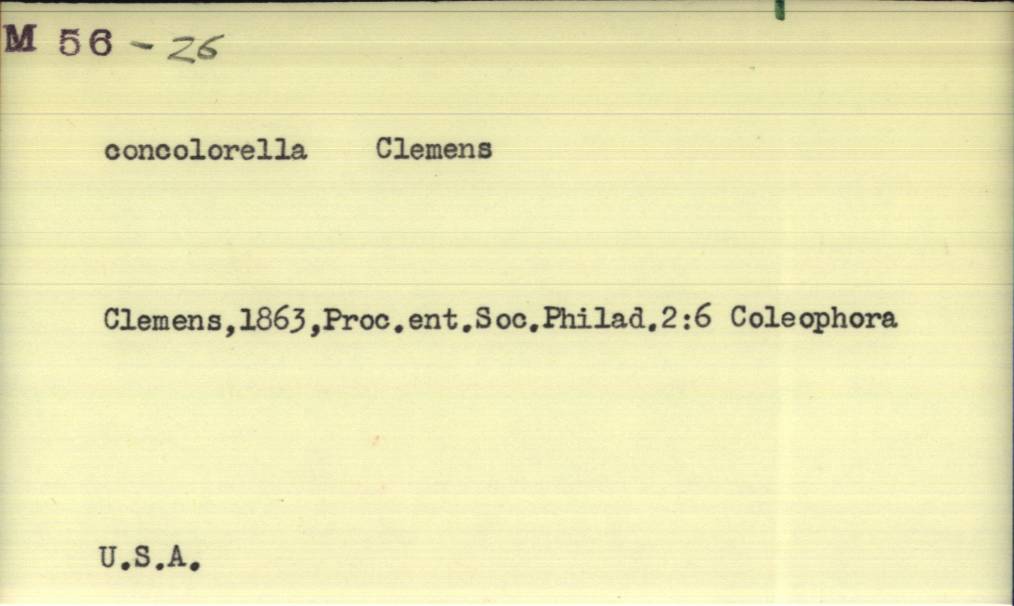 M 56 - 26
concolorella Clemens
Clemens,1863,Proc.ent.Soc.Philad.2:6 Coleophora
U.S.A.